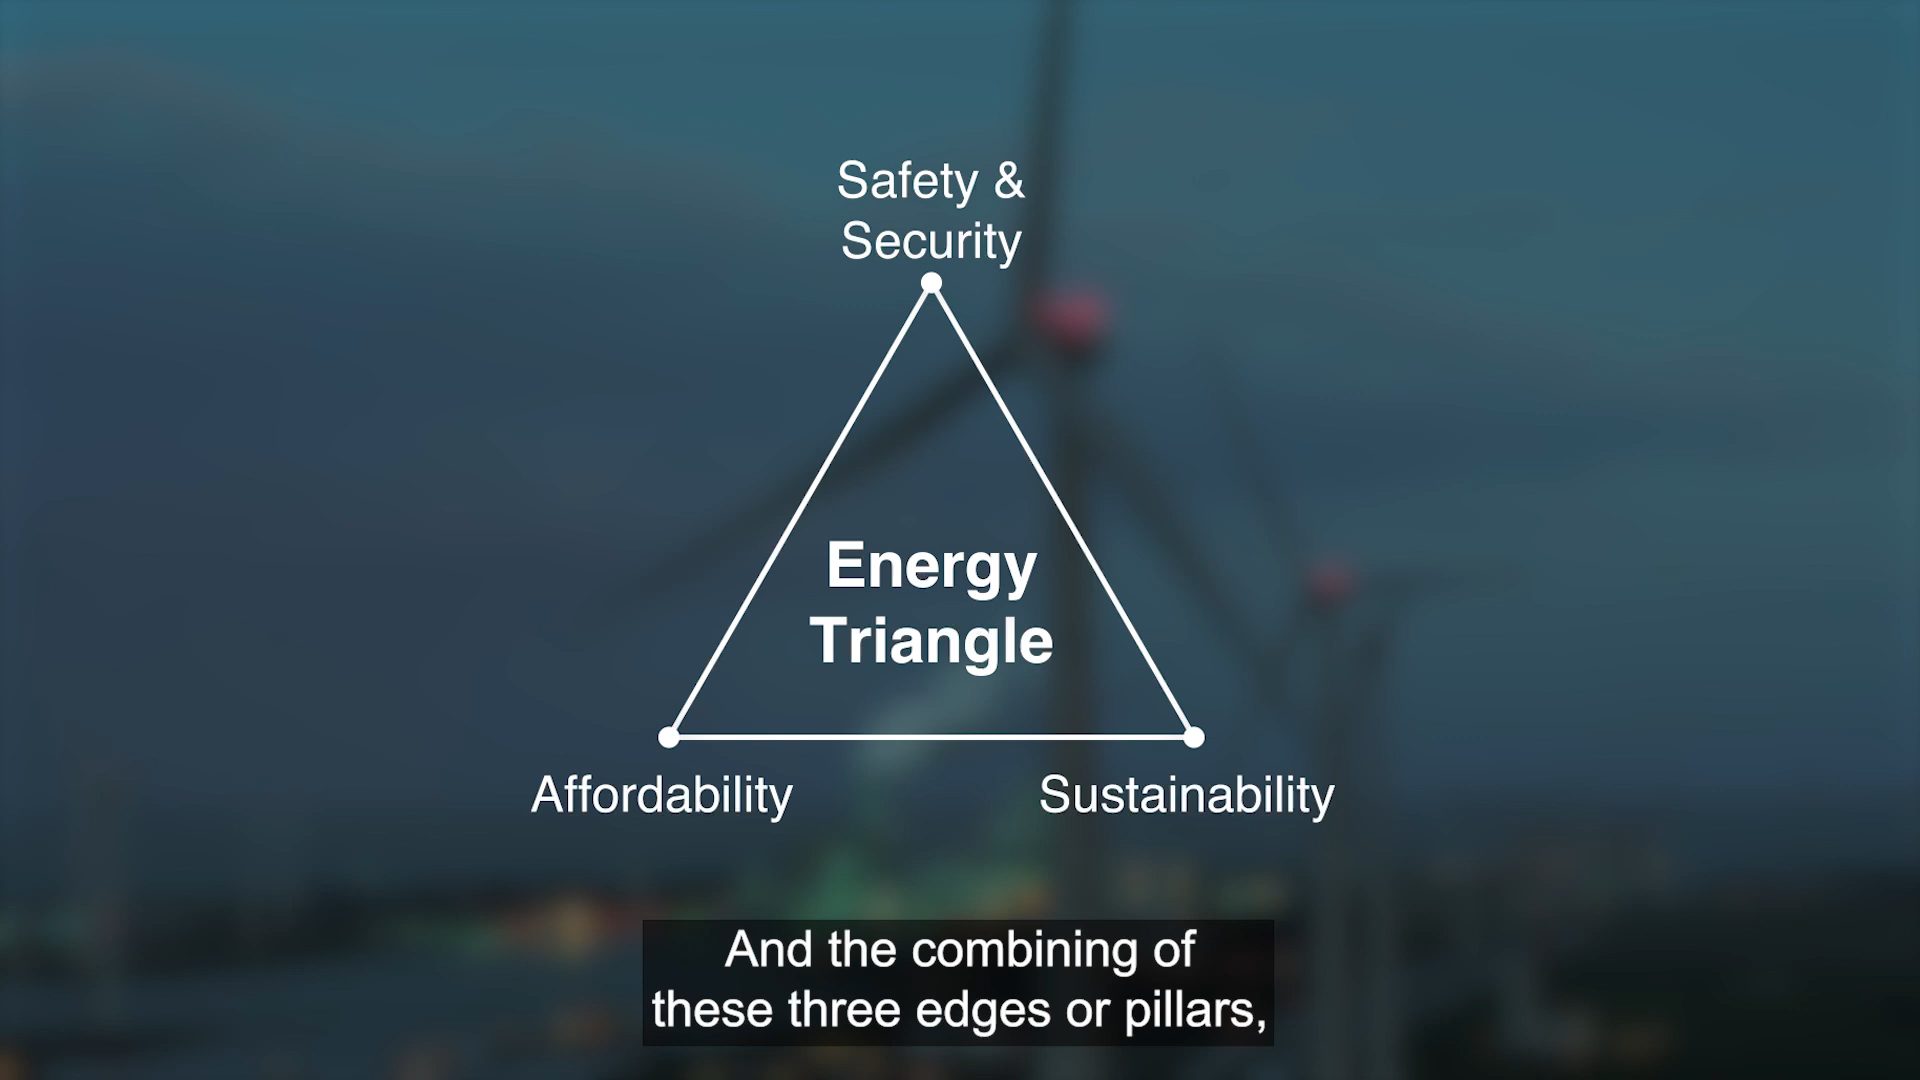 Safety &
Security
Energy
Triangle
Affordability
Sustainability
And the combining of
these three edges or pillars,